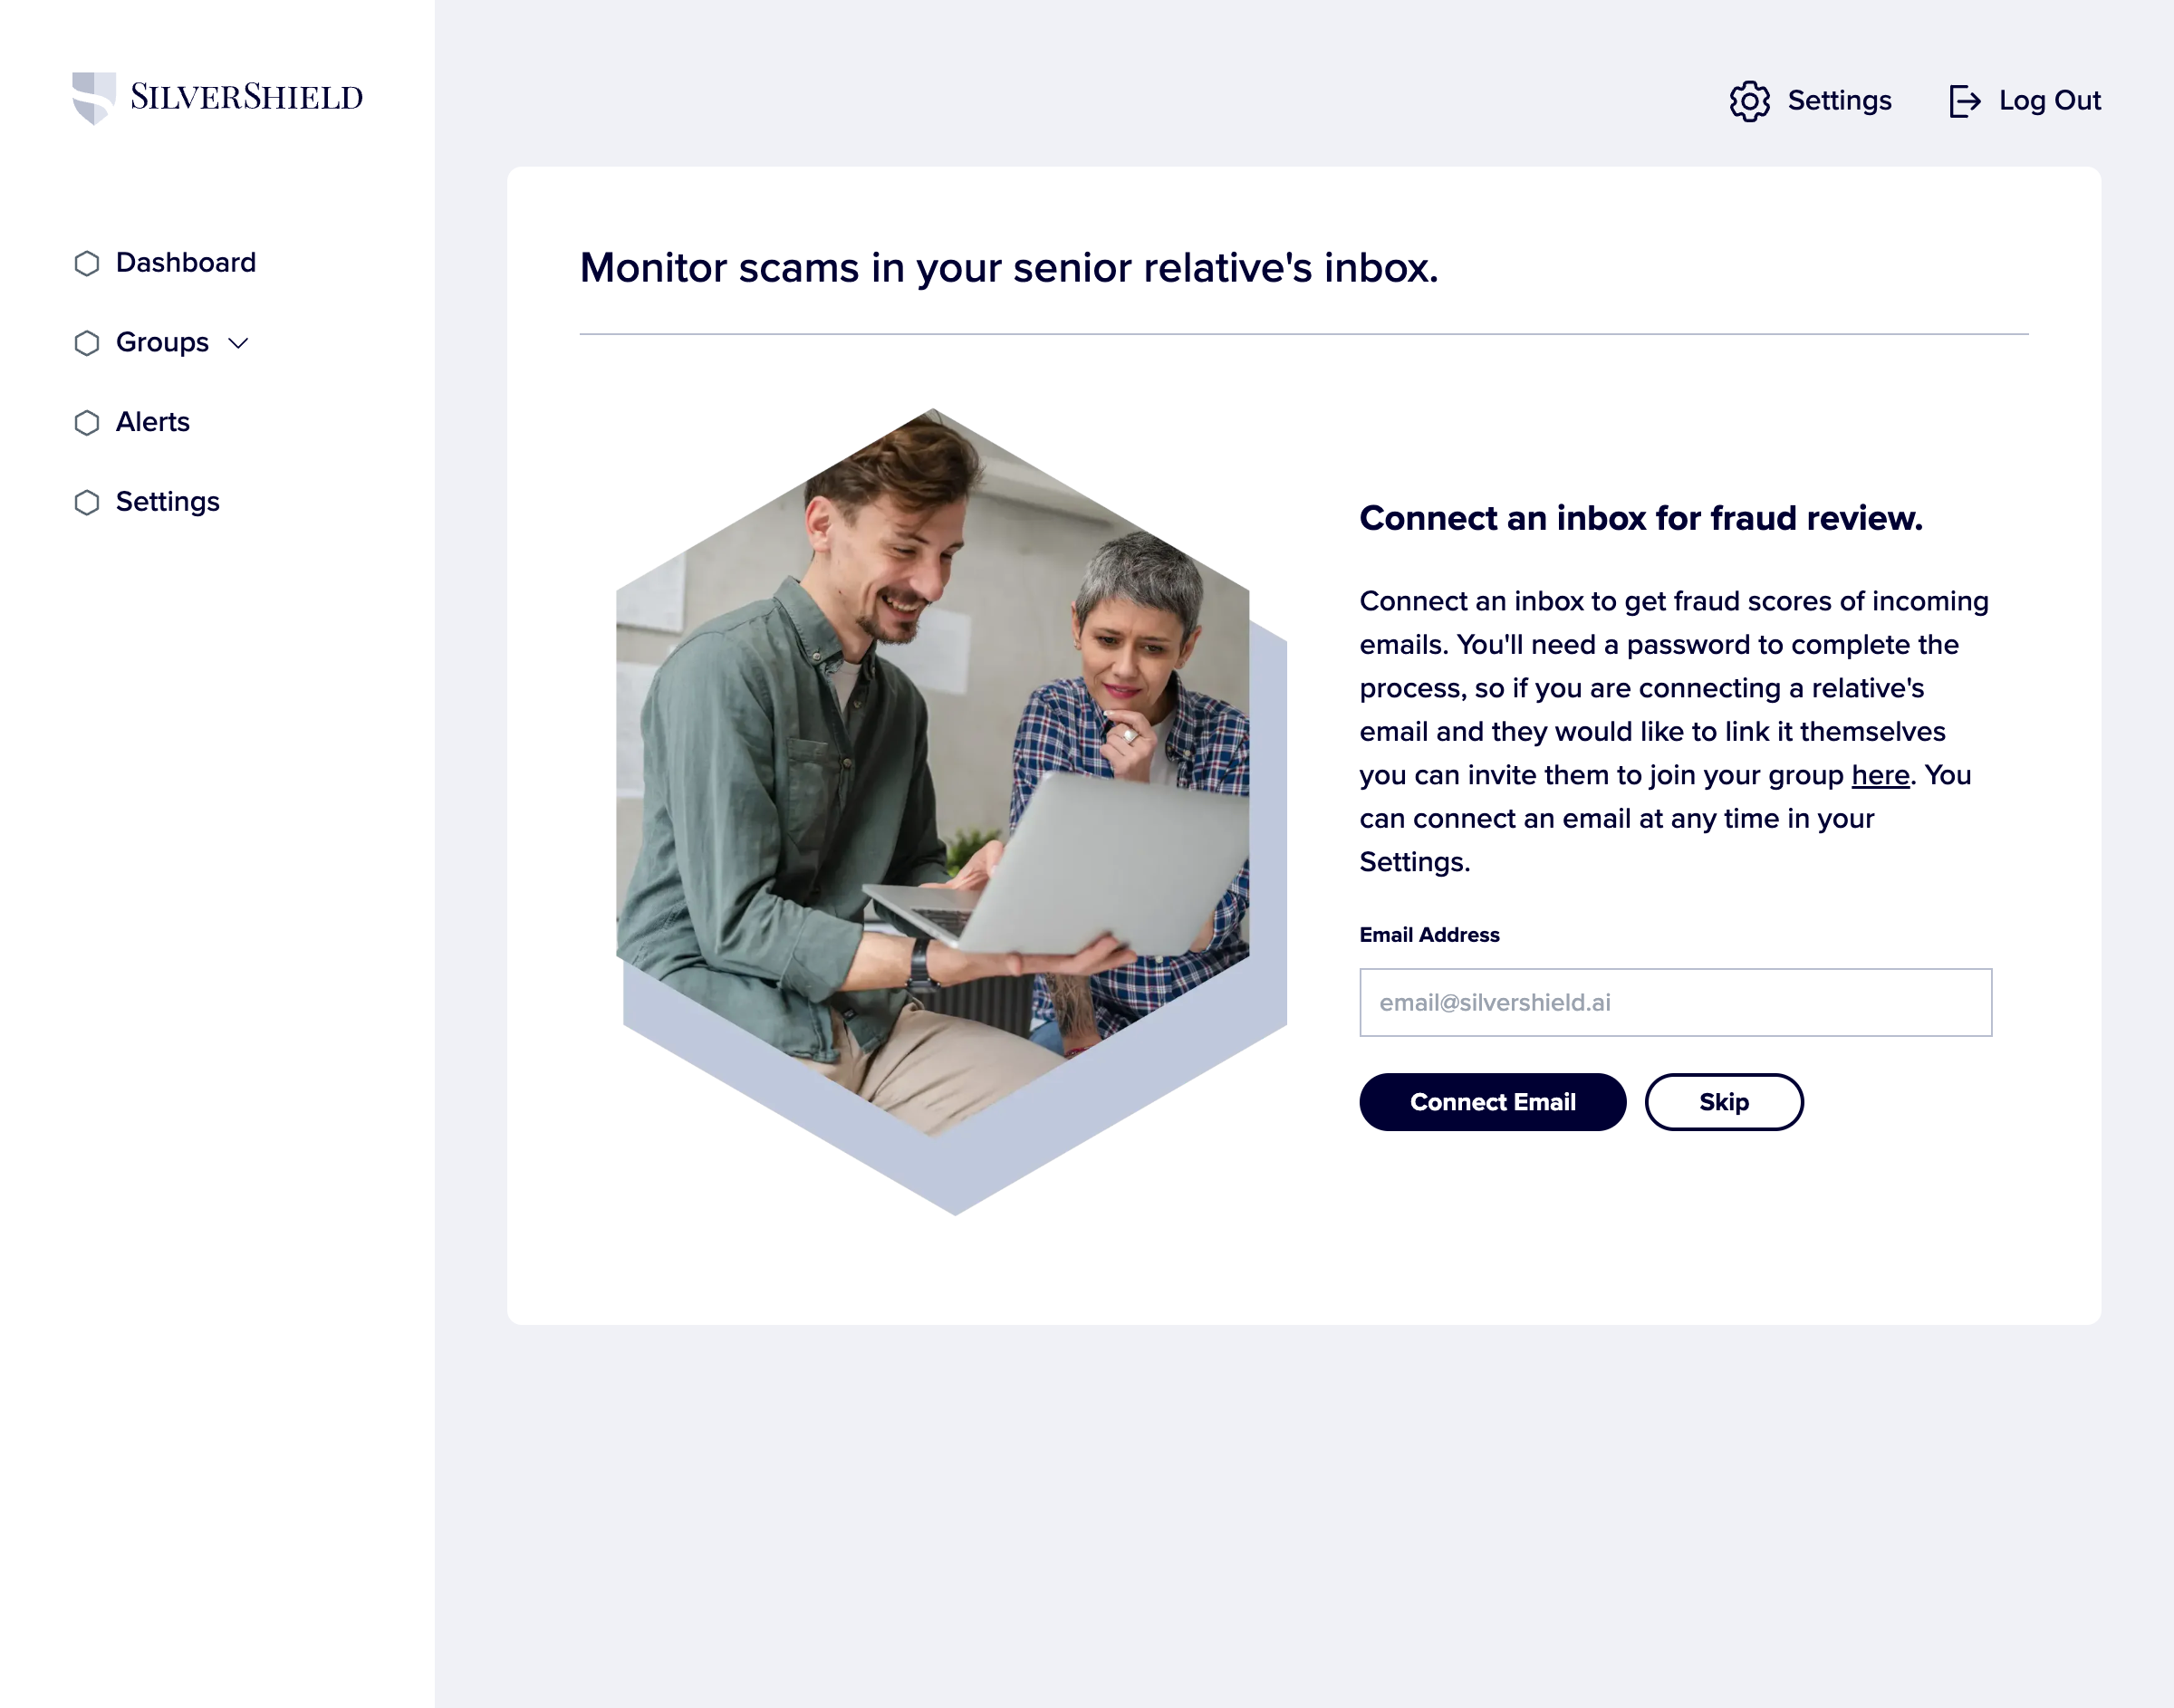 SILVERSHIELD
Settings
Log Out
Dashboard
Groups
Alerts
Settings
Monitor scams in your senior relative's inbox.
Connect an inbox for fraud review.
Connect an inbox to get fraud scores of incoming
emails. You'll need a password to complete the
process, so if you are connecting a relative's
email and they would like to link it themselves
you can invite them to join your group here. You
can connect an email at any time in your
Settings.
Email Address
email@silvershield.ai
Connect Email
Skip